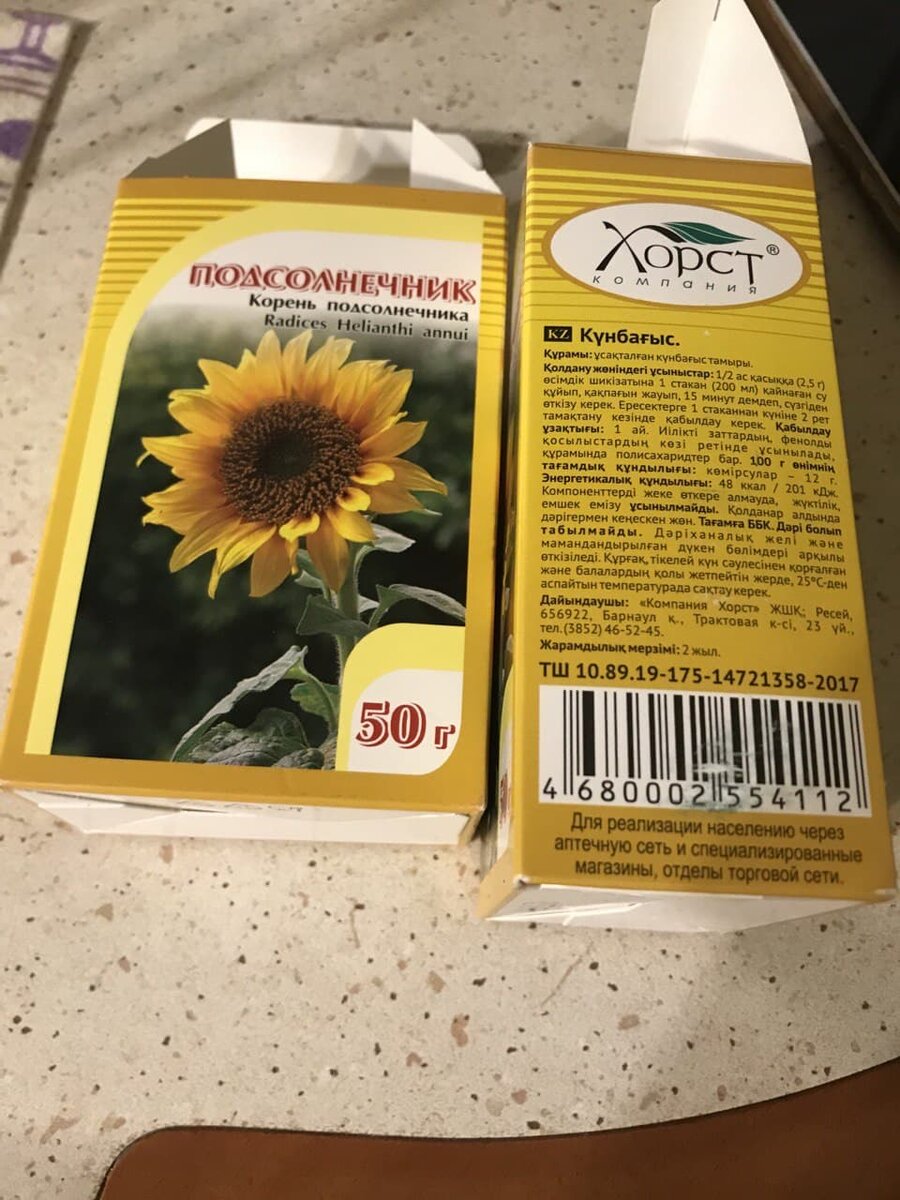 ПОДСОЛНЕЧНИК
Корень подсолнечника
Radices Helianthi annui
50 г
Хорст®
компания
KZ Күнбағыс.
Құрамы: ұсақталған күнбағыс тамыры.
Қолдану жөніндегі ұсыныстар: 1/2 ас қасыққа (2,5 г)
өсімдік шикізатына 1 стакан (200 мл) қайнаған су
құйып, қақпағын жауып, 15 минут демдеп, сүзгіден
өткізу керек. Ересектерге 1 стаканнан күніне 2 рет
тамақтану кезінде қабылдау керек. Қабылдау
ұзақтығы: 1 ай. Иілікті заттардың, фенолды
қосылыстардың көзі ретінде ұсынылады,
құрамында полисахаридтер бар. 100 г өнімнің
тағамдық құндылығы: көмірсулар – 12 г.
Энергетикалық құндылығы: 48 ккал / 201 кДж.
Компоненттерді жеке өткере алмауда, жүктілік,
емшек емізу ұсынылмайды. Қолданар алдында
дәрігермен кеңескен жөн. Тағамға ББҚ. Дәрі болып
табылмайды. Дәріханалық желі және
мамандандырылған дүкен бөлімдері арқылы
өткізіледі. Құрғақ, тікелей күн сәулесінен қорғалған
және балалардың қолы жетпейтін жерде, 25°С-ден
аспайтын температурада сақтау керек.
Дайындаушы: «Компания Хорст» ЖШҚ; Ресей,
656922, Барнаул қ., Трактовая к-сі, 23 үй.,
тел.(3852) 46-52-45.
Жарамдылық мерзімі: 2 жыл.
ТШ 10.89.19-175-14721358-2017
4 680002 554112
Для реализации населению через
аптечную сеть и специализированные
магазины, отделы торговой сети.